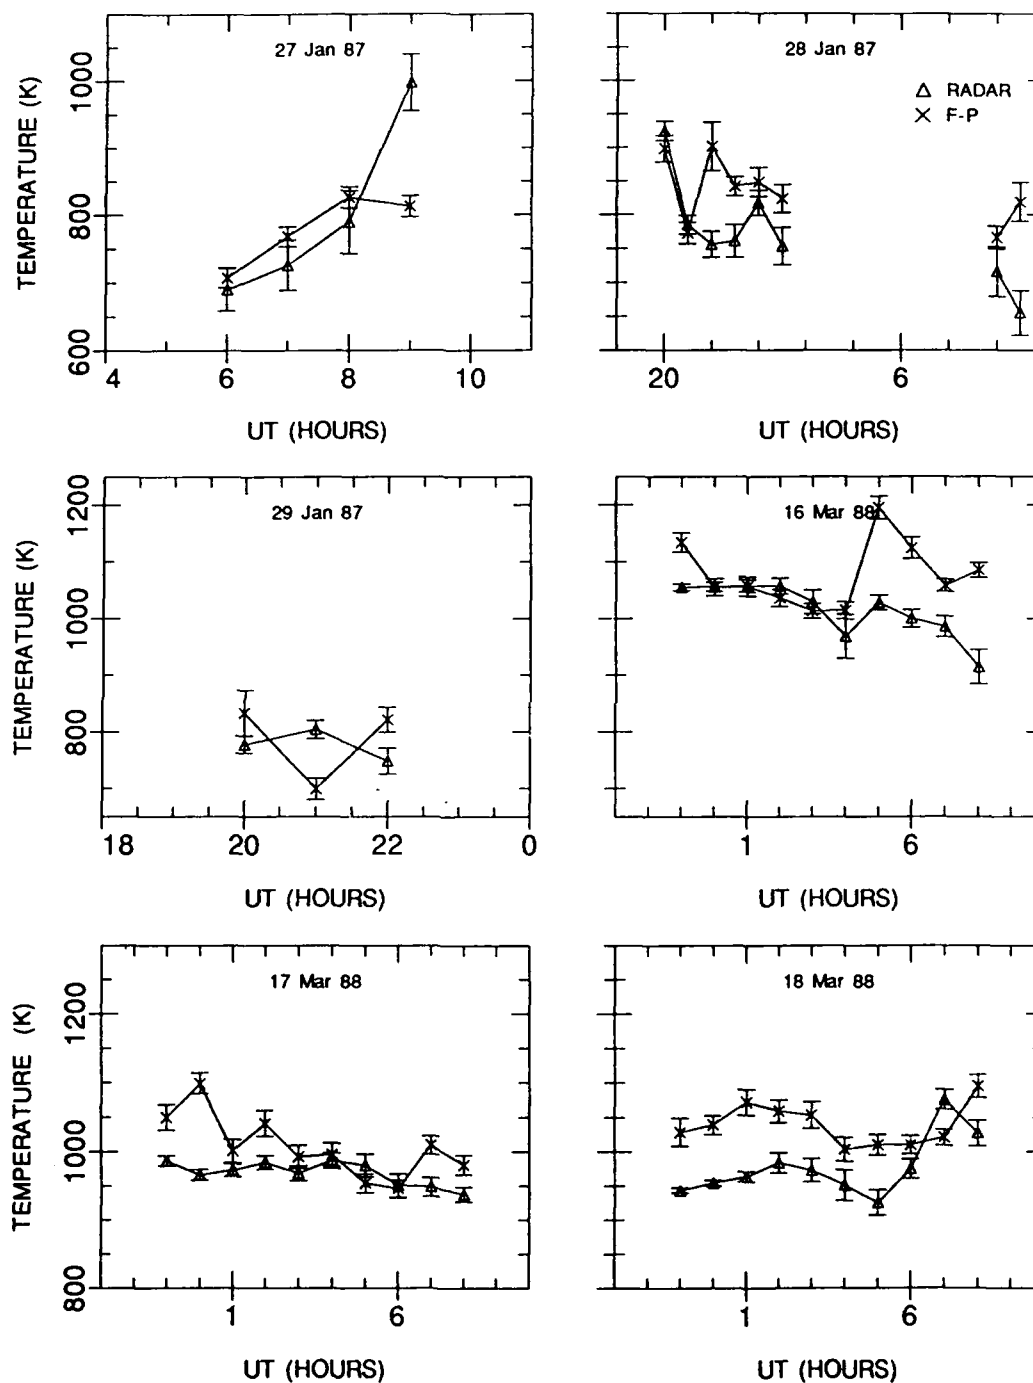 27 Jan 87
TEMPERATURE (K)
1000
800
600
4
6
8
10
UT (HOURS)
28 Jan 87
RADAR
F-P
20
6
UT (HOURS)
29 Jan 87
TEMPERATURE (K)
1200
1000
800
18
20
22
0
UT (HOURS)
16 Mar 88
1
6
UT (HOURS)
17 Mar 88
TEMPERATURE (K)
1200
1000
800
1
6
UT (HOURS)
18 Mar 88
1
6
UT (HOURS)